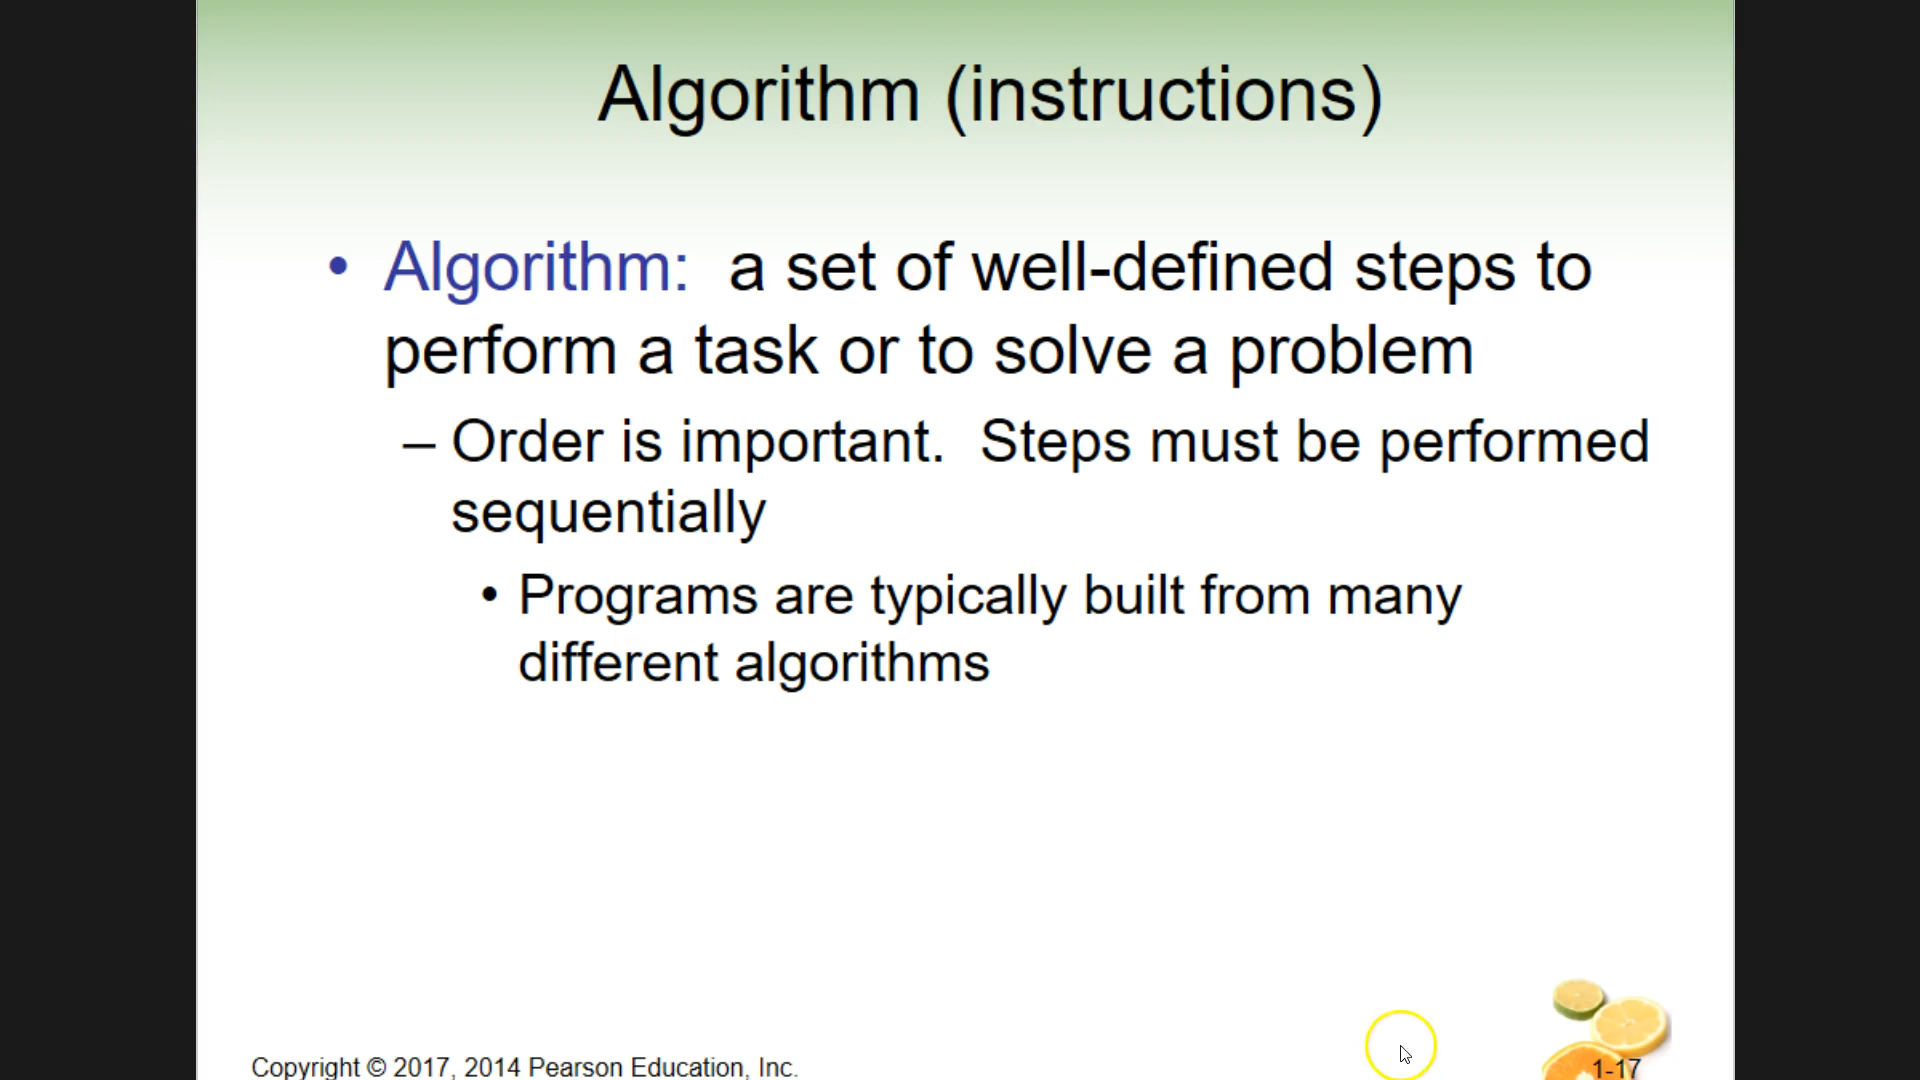 Algorithm (instructions)
• Algorithm: a set of well-defined steps to
perform a task or to solve a problem
– Order is important. Steps must be performed
sequentially
• Programs are typically built from many
different algorithms
Copyright © 2017, 2014 Pearson Education, Inc.
1-17